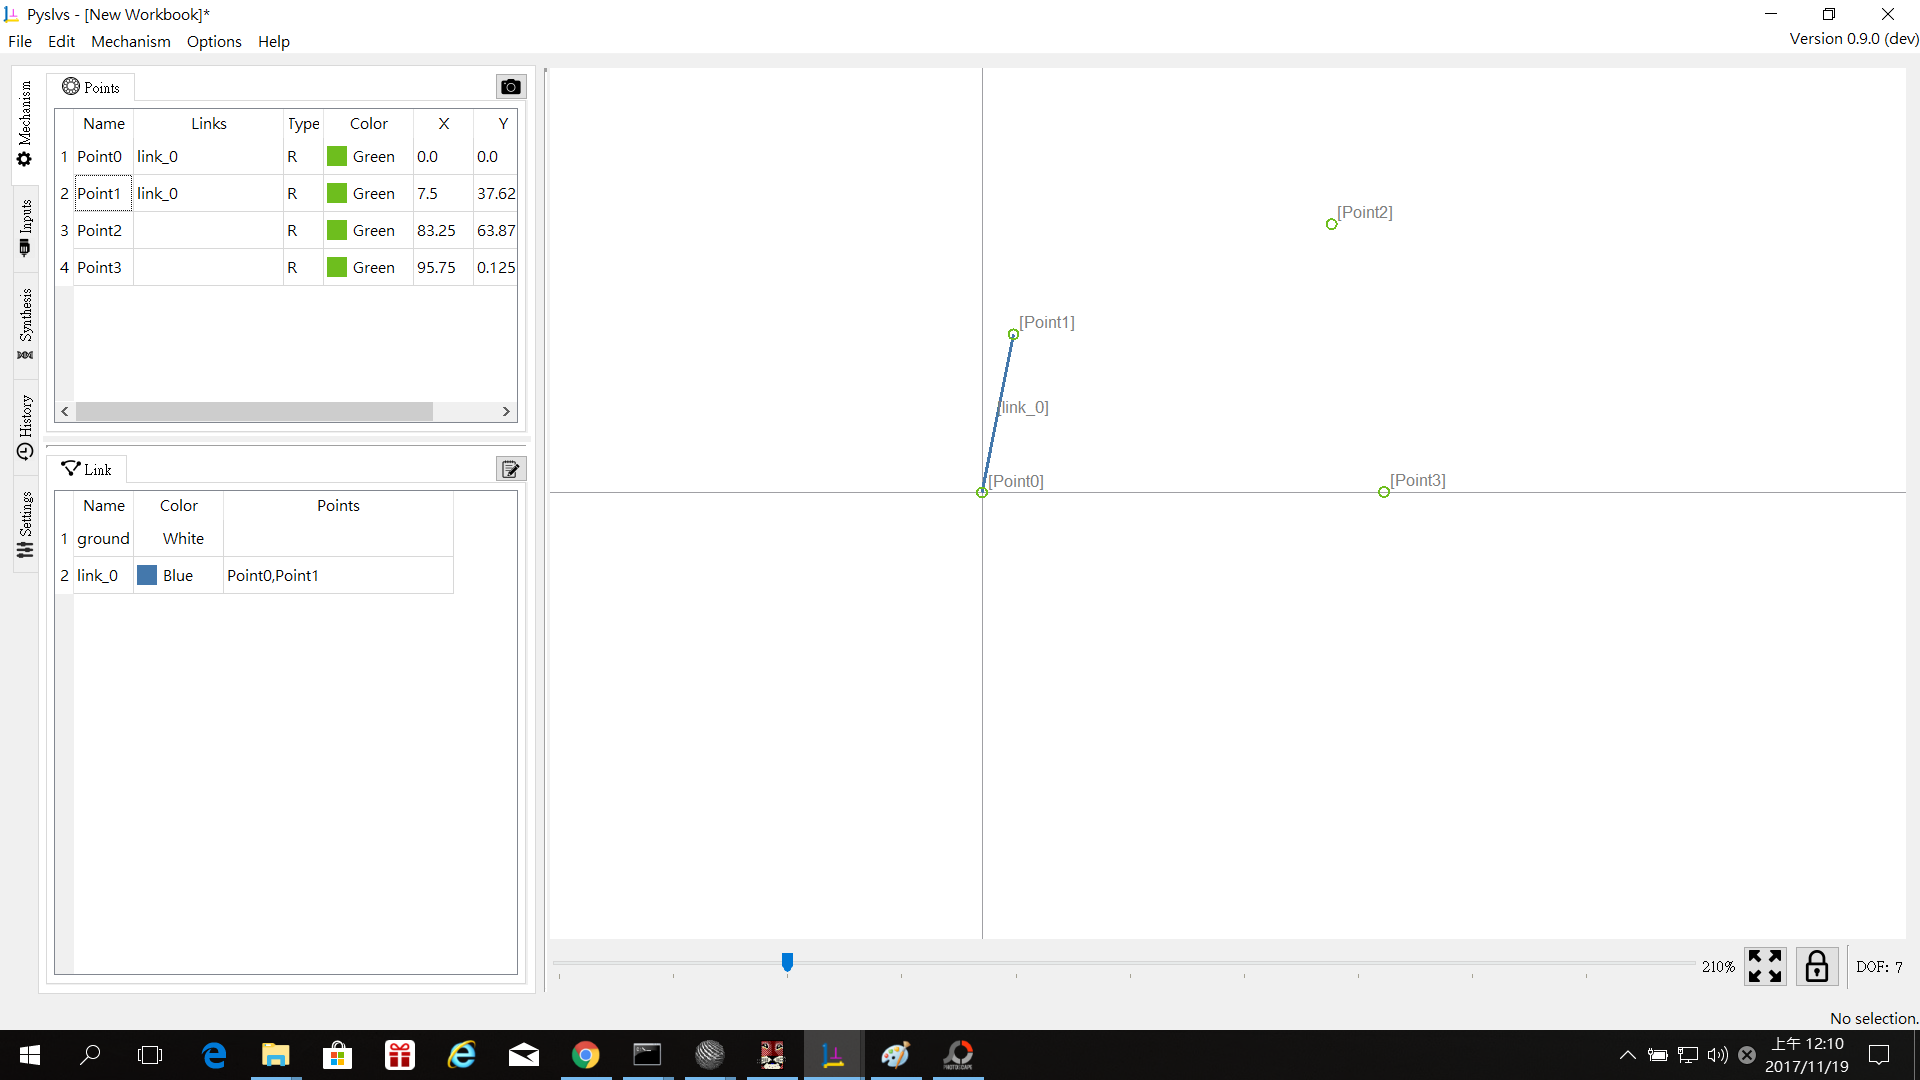 Pyslvs - [New Workbook]*
File Edit Mechanism Options Help
Version 0.9.0 (dev)
Mechanism
Inputs
Synthesis
History
Settings
Points
Name Links Type Color X Y
1 Point0 link_0 R Green 0.0 0.0
2 Point1 link_0 R Green 7.5 37.62
3 Point2 R Green 83.25 63.87
4 Point3 R Green 95.75 0.125
Link
Name Color Points
1 ground White
2 link_0 Blue Point0,Point1
[Point2]
[Point1]
[link_0]
[Point0]
[Point3]
210%
DOF: 7
No selection.
PHOTOSCAPE
上午 12:10
2017/11/19